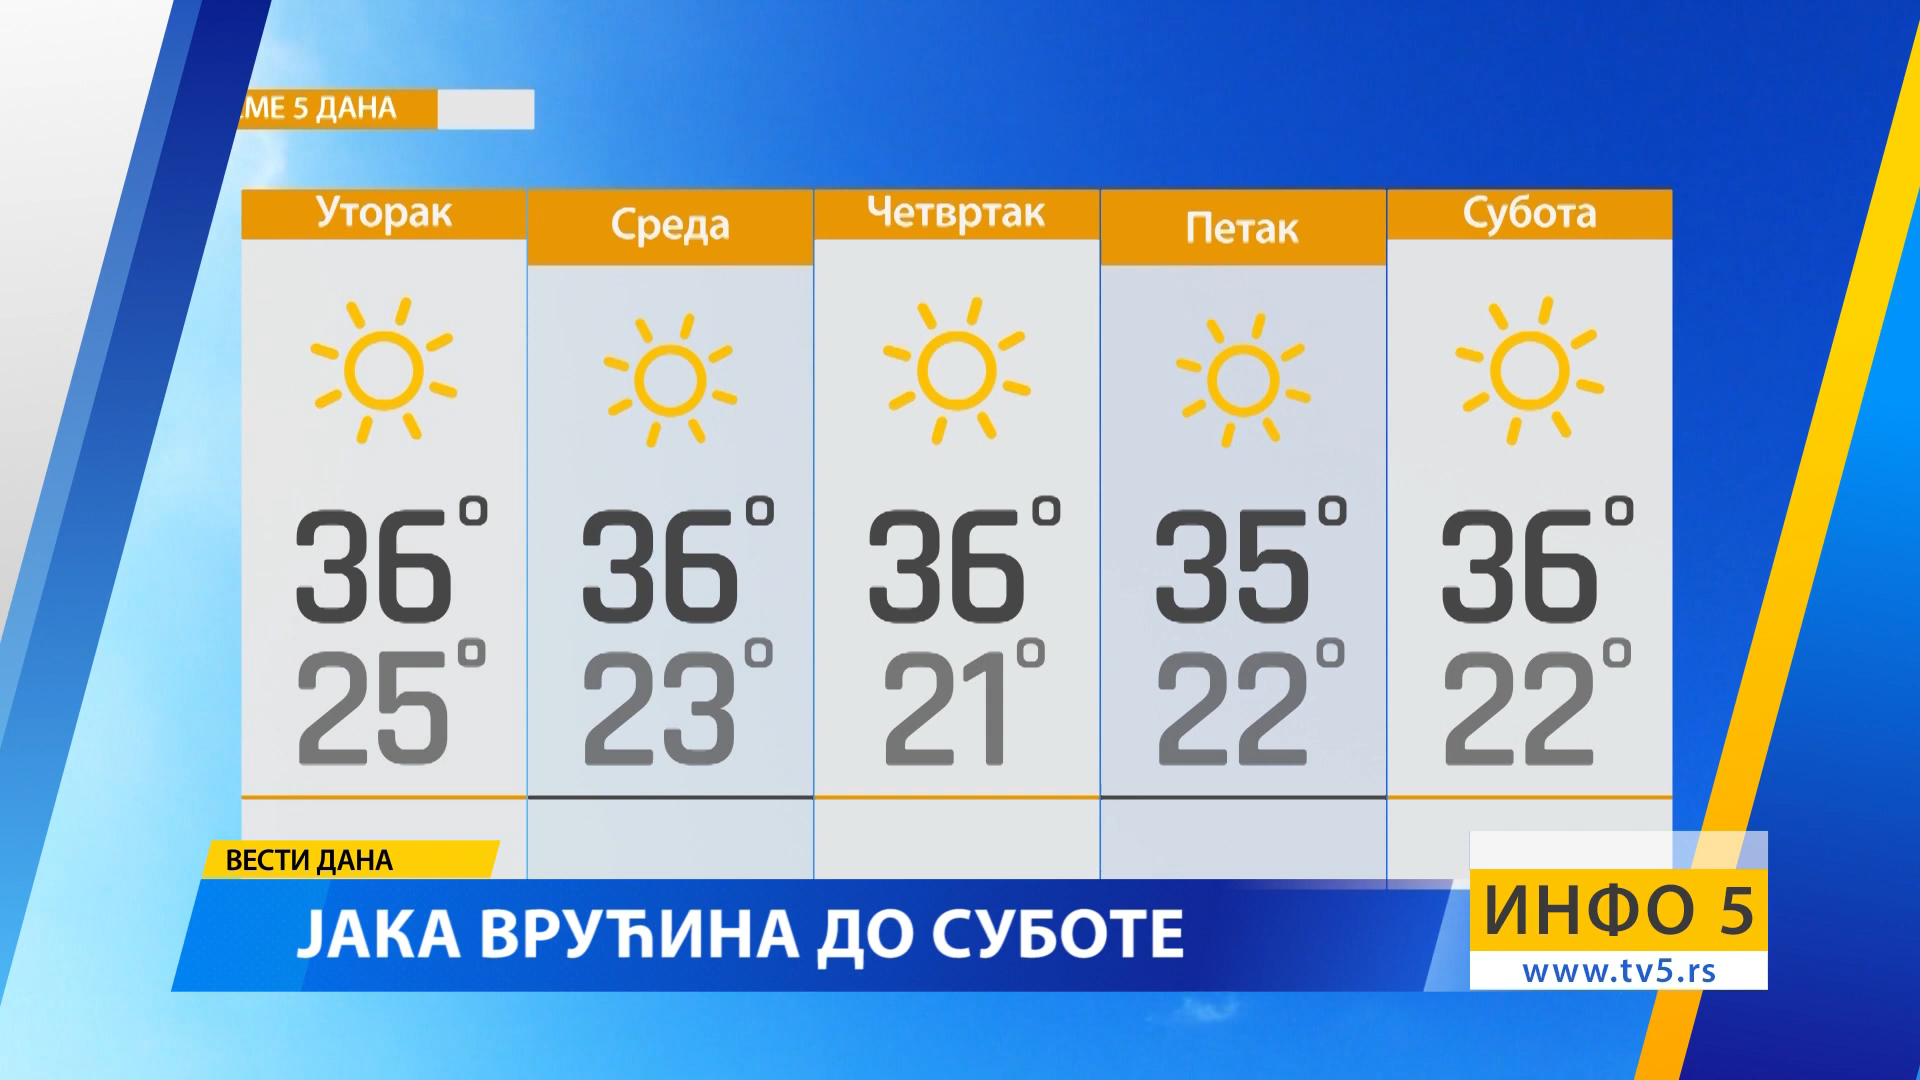 МЕ 5 ДАНА
Уторак
Среда
Четвртак
Петак
Субота
36°
36°
36°
35°
36°
25°
23°
21°
22°
22°
ВЕСТИ ДАНА
ЈАКА ВРУЋИНА ДО СУБОТЕ
ИНФО 5
www.tv5.rs